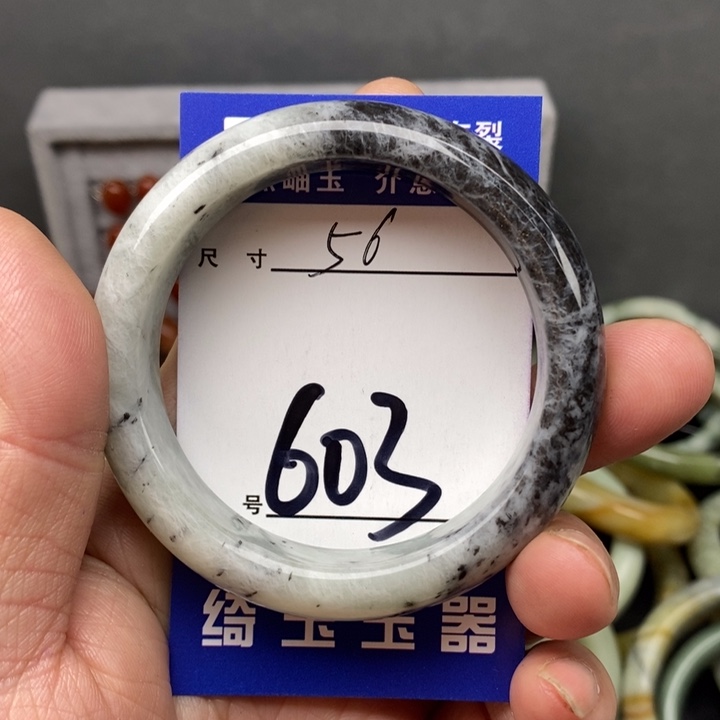 裂
岫玉 介意
尺寸 56
号 603
绮玉玉器